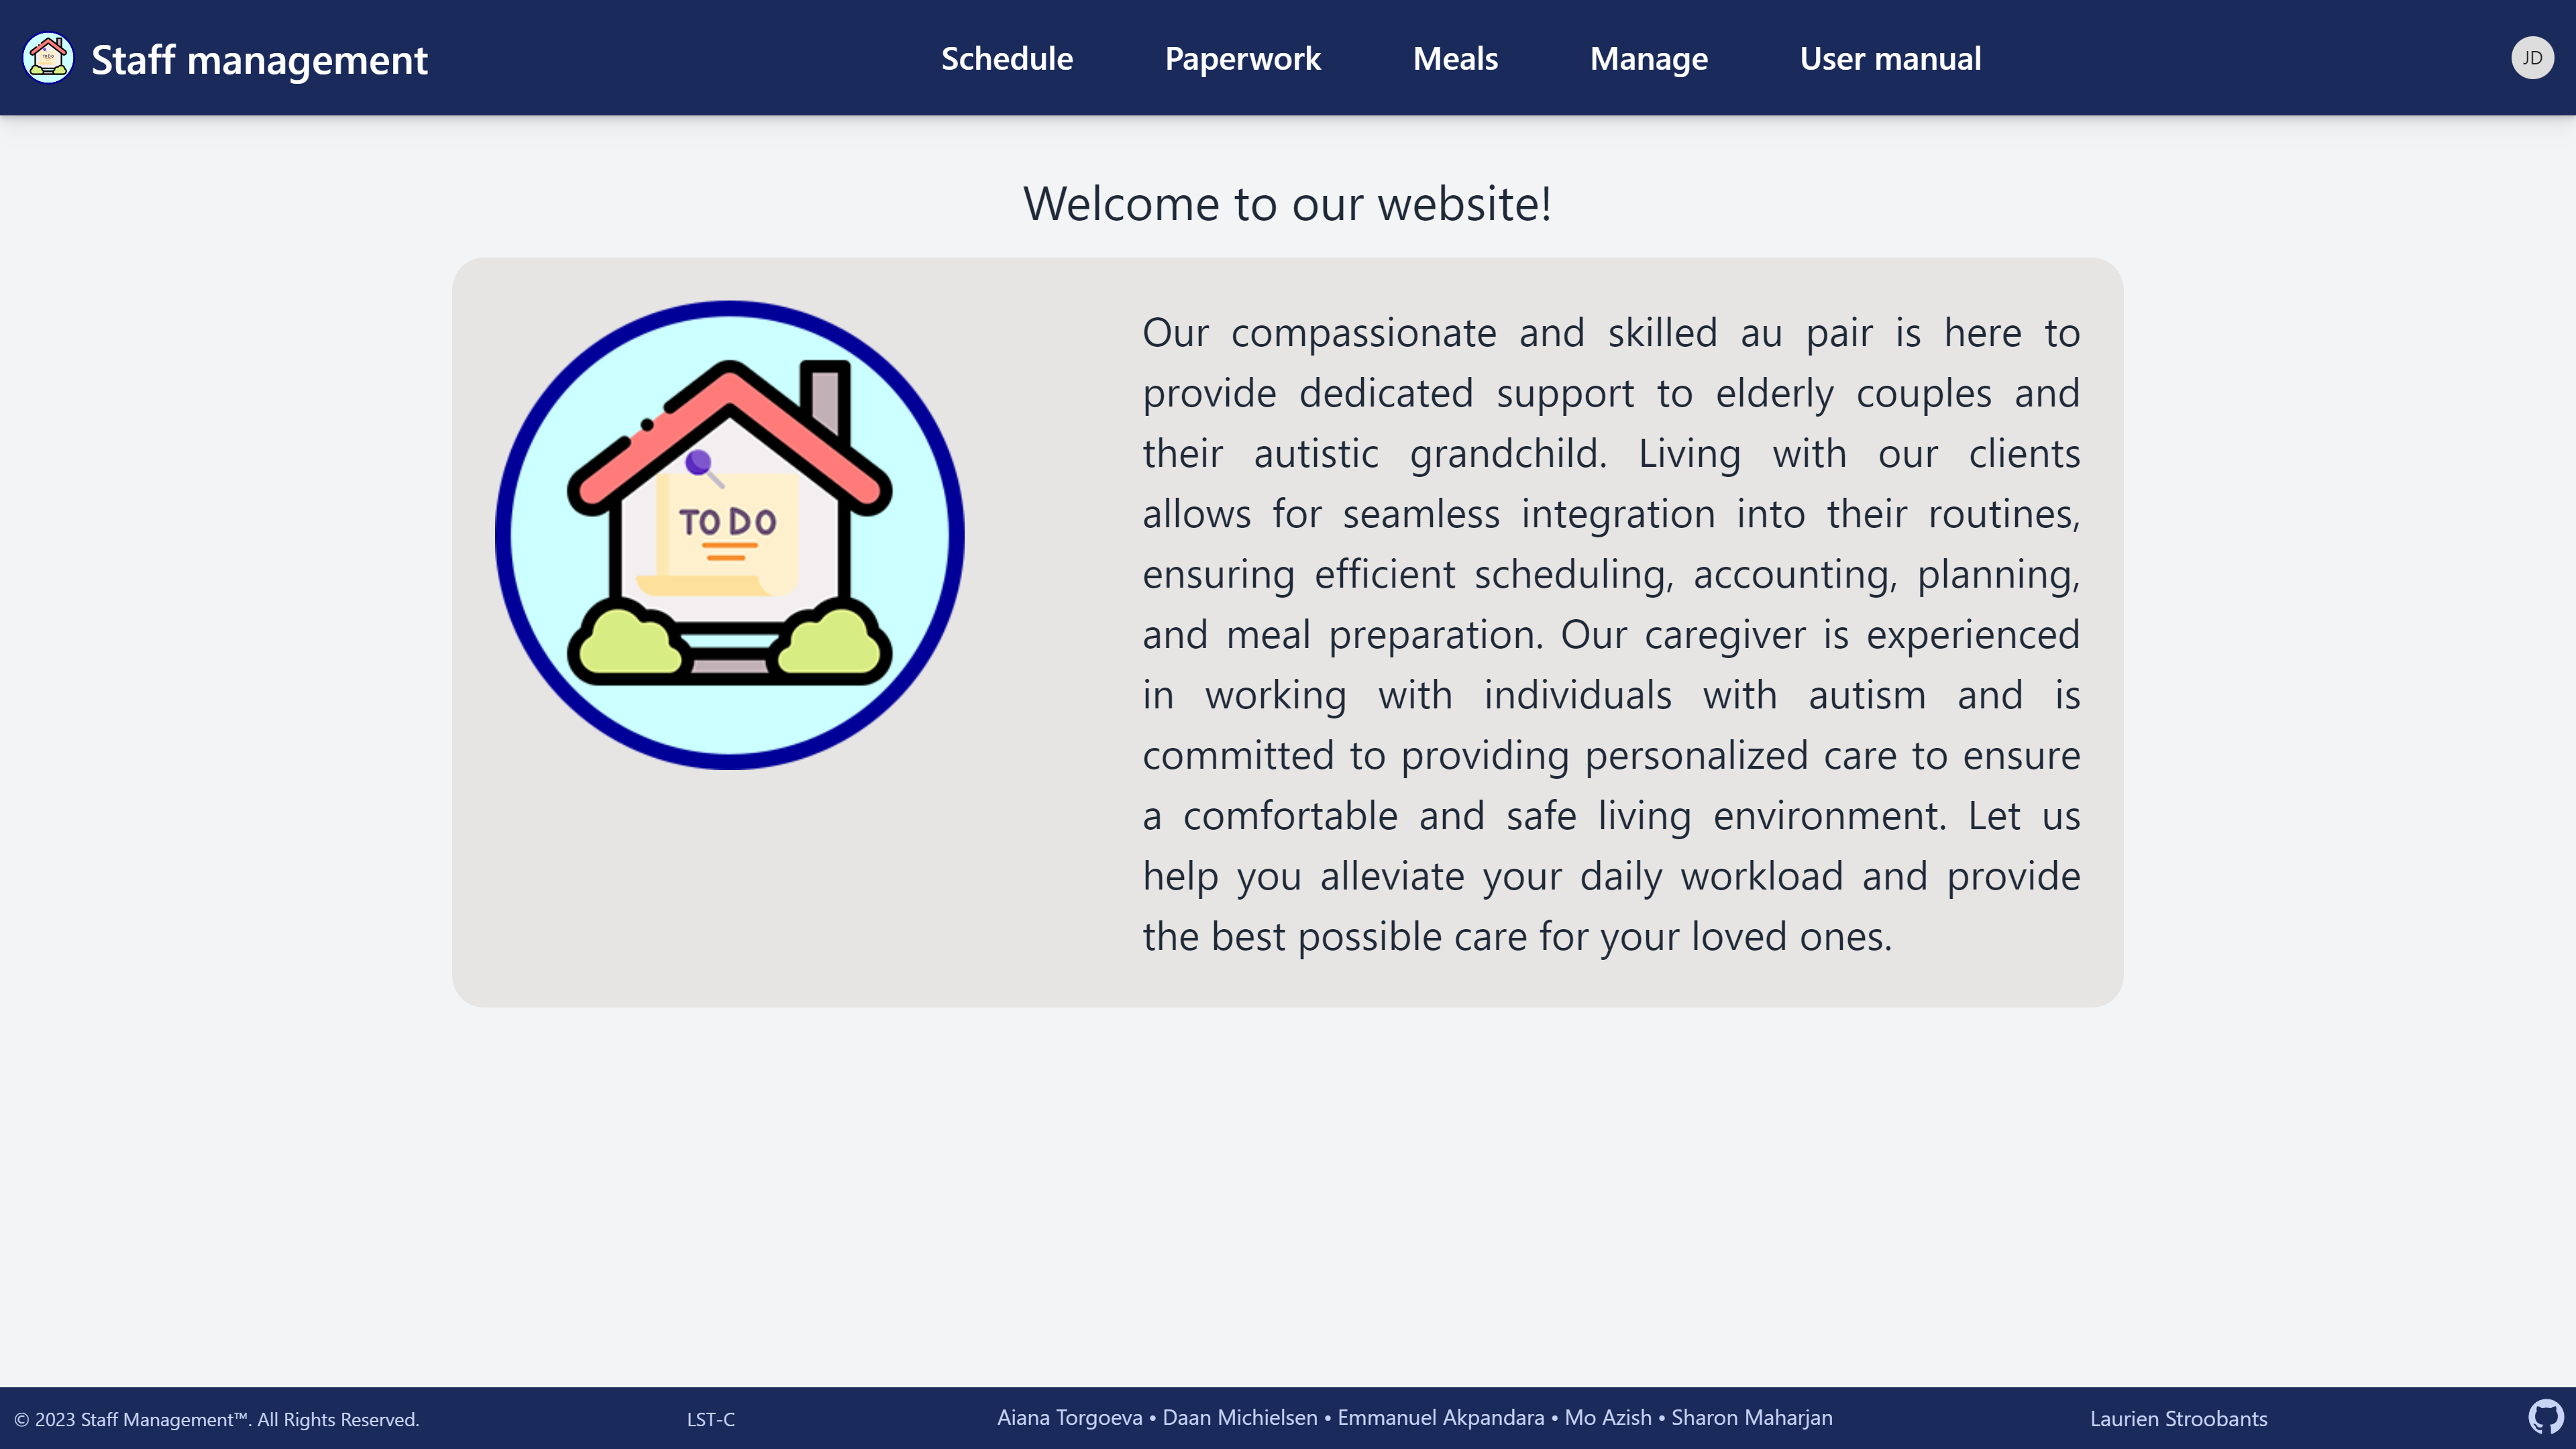 Staff management
Schedule Paperwork Meals Manage User manual
JD
Welcome to our website!
TO DO
Our compassionate and skilled au pair is here to
provide dedicated support to elderly couples and
their autistic grandchild. Living with our clients
allows for seamless integration into their routines,
ensuring efficient scheduling, accounting, planning,
and meal preparation. Our caregiver is experienced
in working with individuals with autism and is
committed to providing personalized care to ensure
a comfortable and safe living environment. Let us
help you alleviate your daily workload and provide
the best possible care for your loved ones.
© 2023 Staff Management™. All Rights Reserved.
LST-C
Aiana Torgoeva • Daan Michielsen • Emmanuel Akpandara • Mo Azish • Sharon Maharjan
Laurien Stroobants